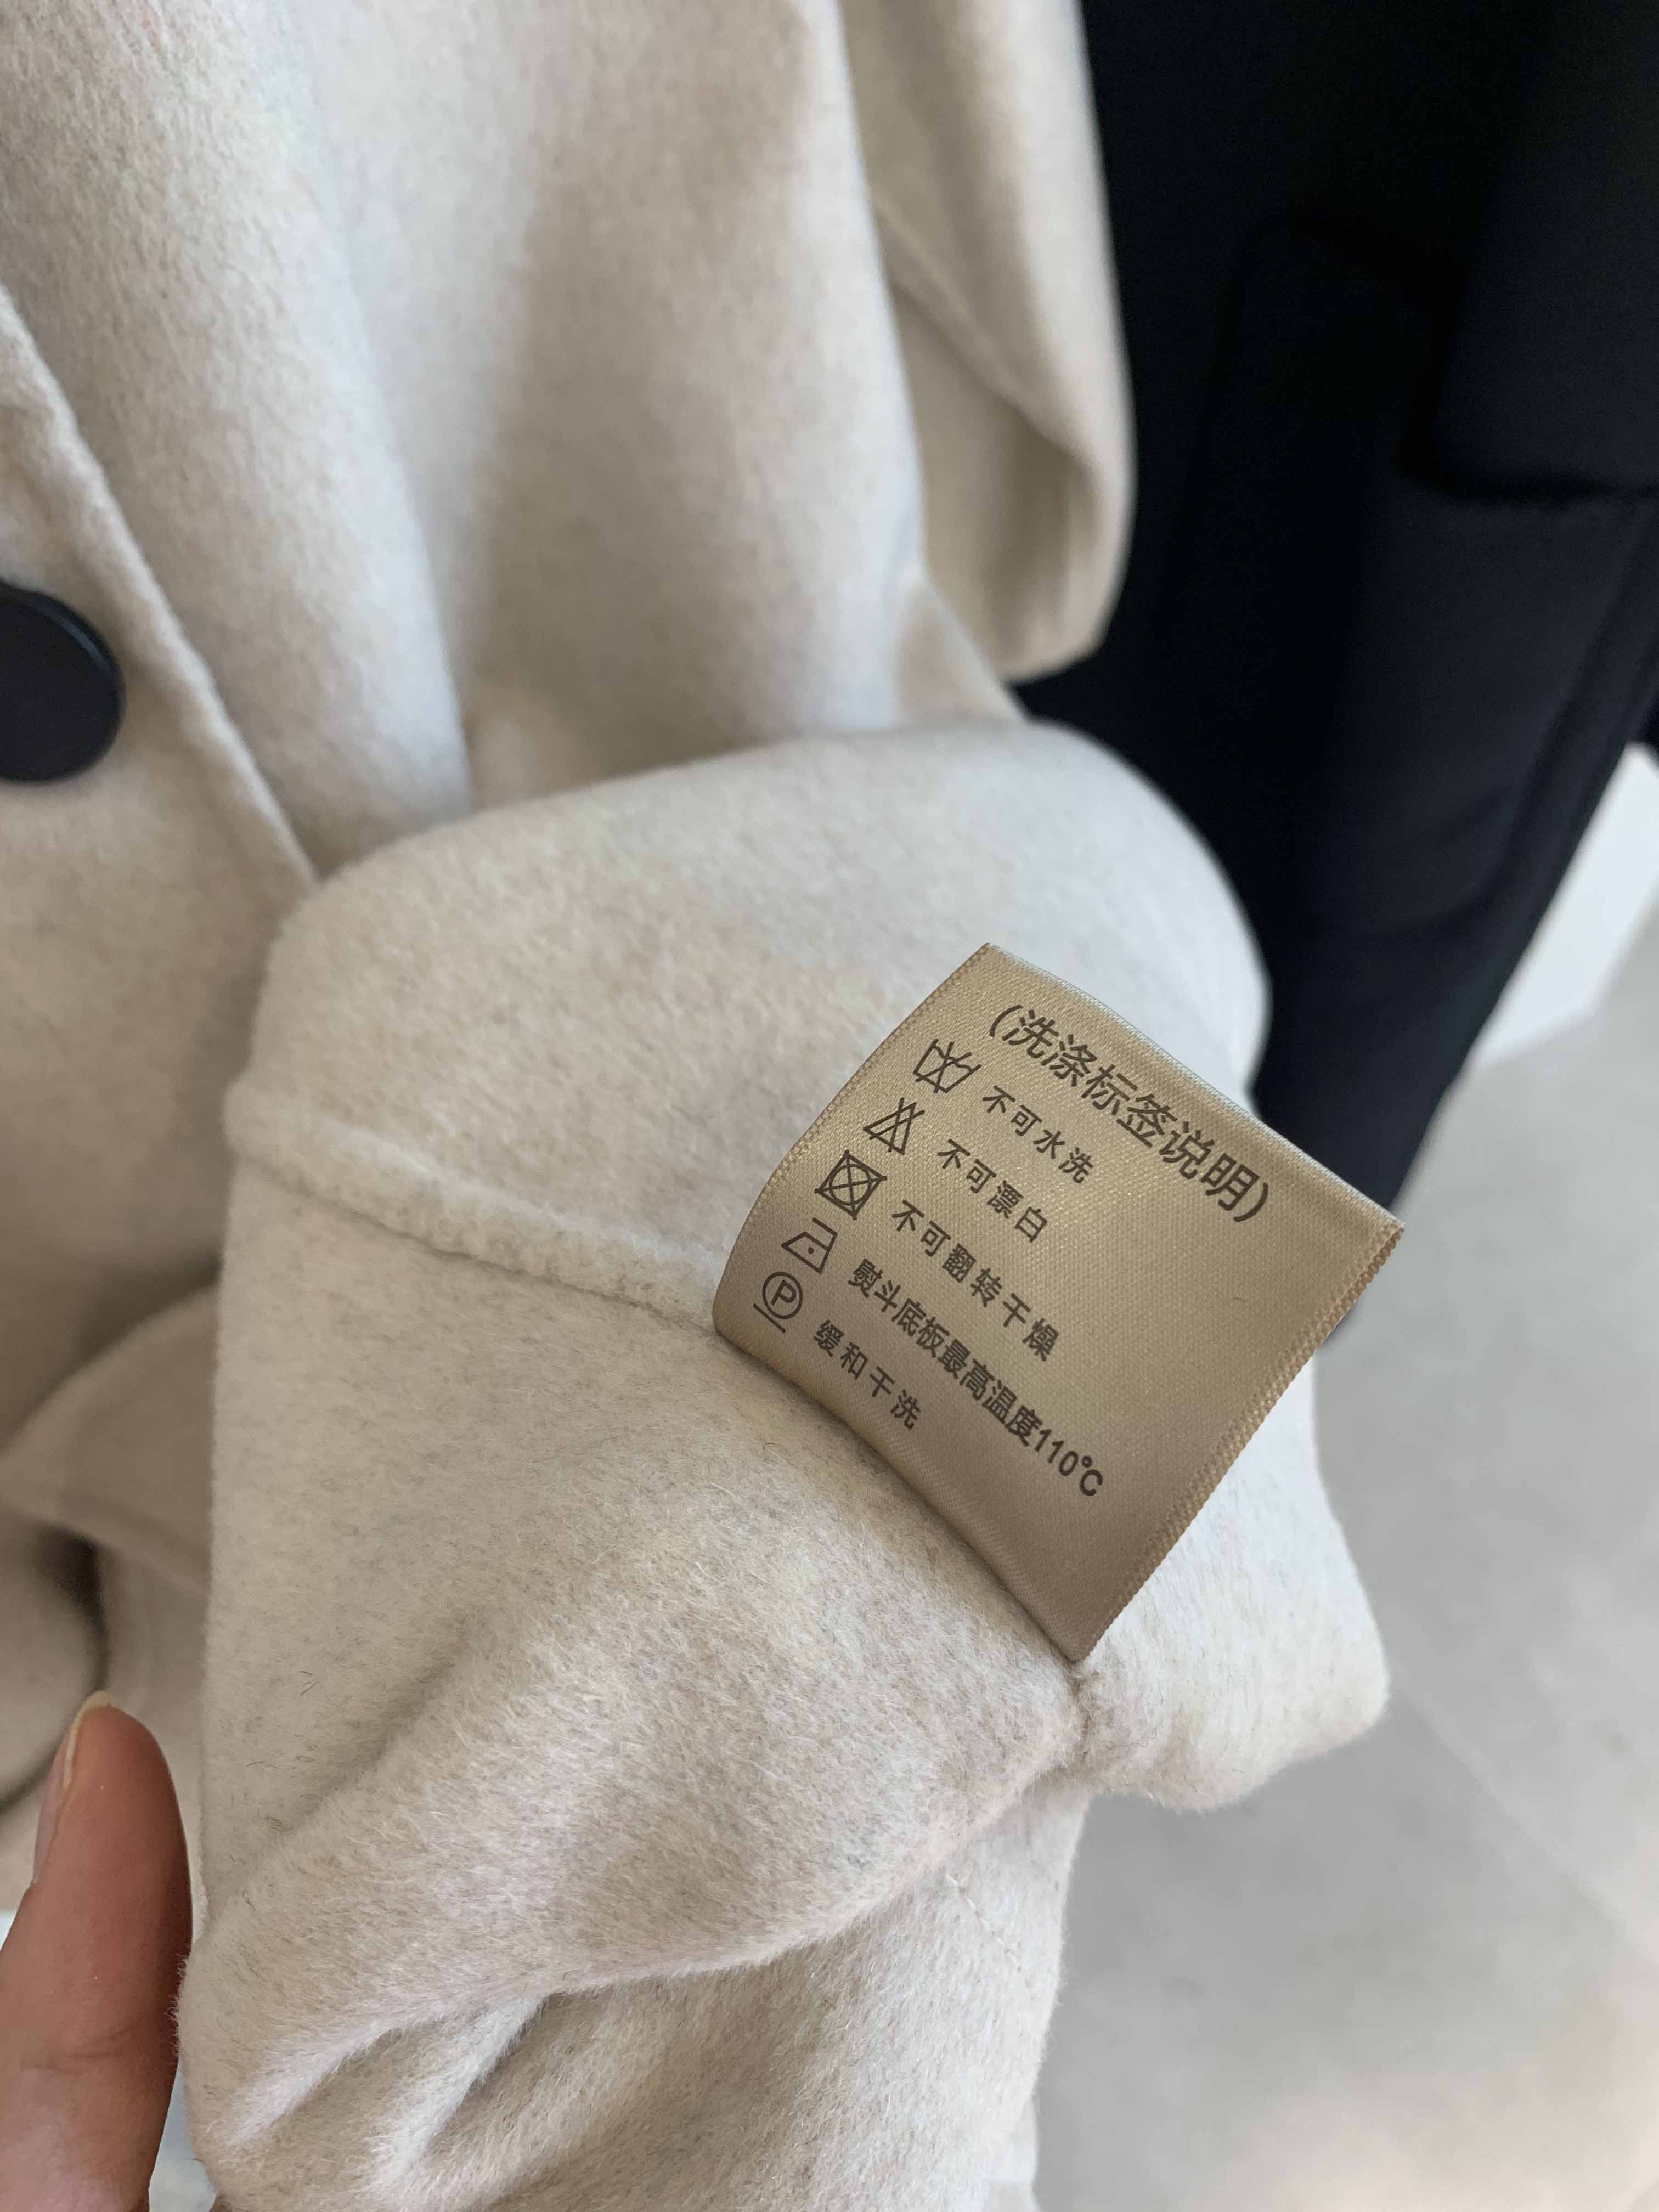 (洗涤标签说明)
不可水洗
不可漂白
不可翻转干燥
熨斗底板最高温度110℃
P 缓和干洗